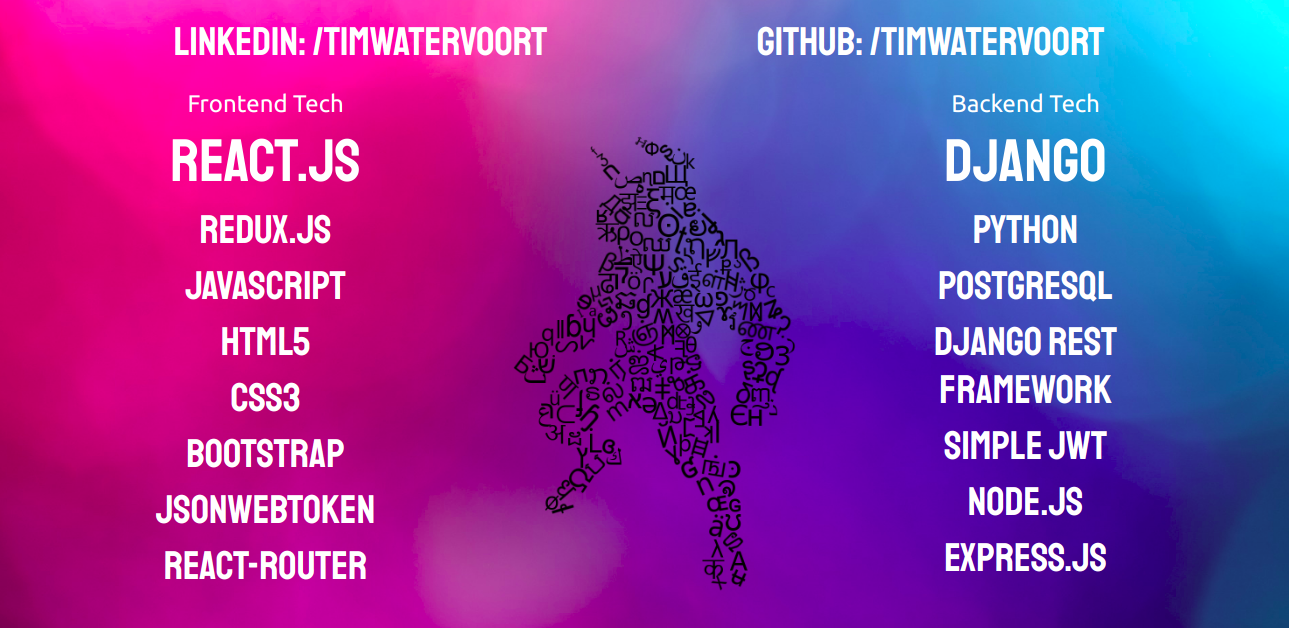 LINKEDIN: /TIMWATERVOORT
GITHUB: /TIMWATERVOORT
Frontend Tech
REACT.JS
REDUX.JS
JAVASCRIPT
HTML5
CSS3
BOOTSTRAP
JSONWEBTOKEN
REACT-ROUTER
Backend Tech
DJANGO
PYTHON
POSTGRESQL
DJANGO REST
FRAMEWORK
SIMPLE JWT
NODE.JS
EXPRESS.JS